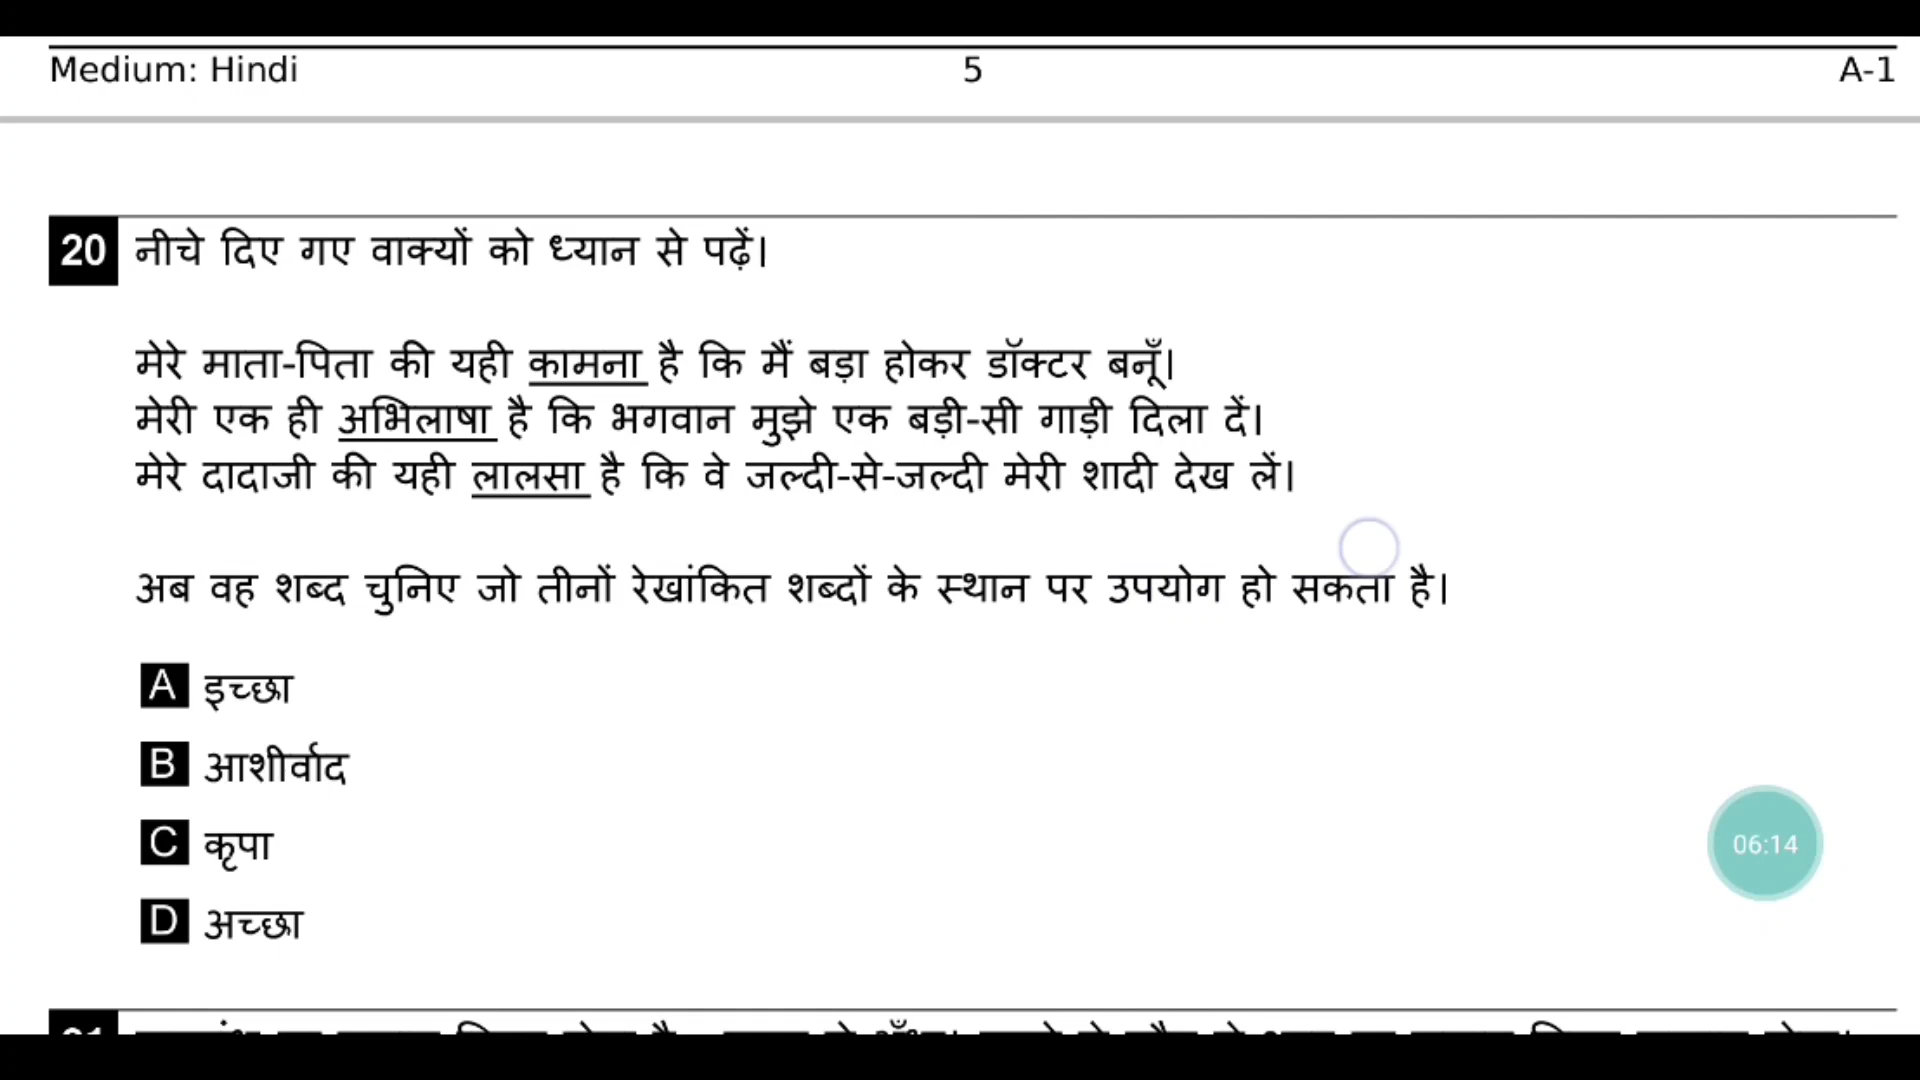 Medium: Hindi 5 A-1
20 नीचे दिए गए वाक्यों को ध्यान से पढ़ें।
मेरे माता-पिता की यही कामना है कि मैं बड़ा होकर डॉक्टर बनूँ।
मेरी एक ही अभिलाषा है कि भगवान मुझे एक बड़ी-सी गाड़ी दिला दें।
मेरे दादाजी की यही लालसा है कि वे जल्दी-से-जल्दी मेरी शादी देख लें।
अब वह शब्द चुनिए जो तीनों रेखांकित शब्दों के स्थान पर उपयोग हो सकता है।
A इच्छा
B आशीर्वाद
C कृपा
D अच्छा
06:14